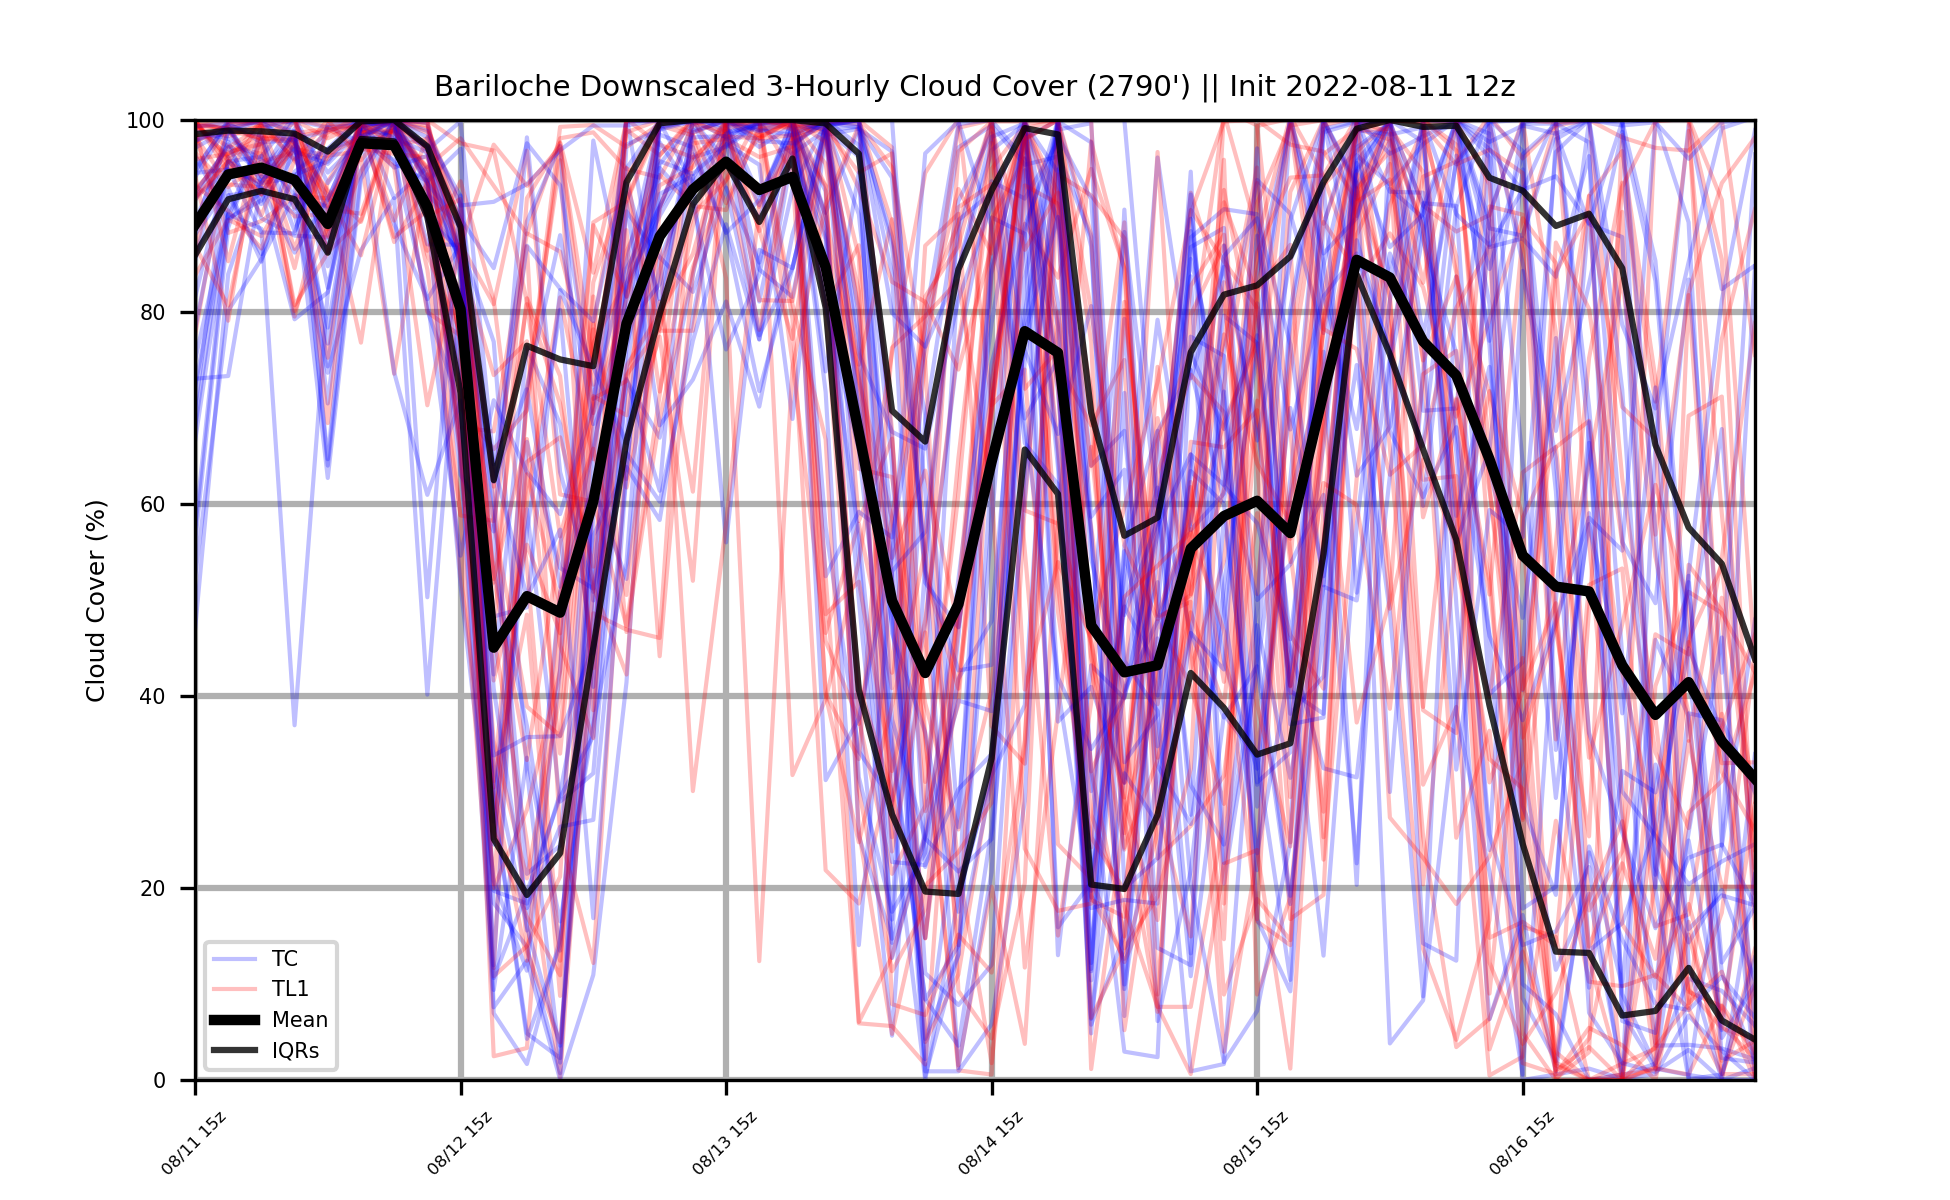 Bariloche Downscaled 3-Hourly Cloud Cover (2790') || Init 2022-08-11 12z
Cloud Cover (%)
100
80
60
40
20
0
TC
TL1
Mean
IQRs
08/11 15z
08/12 15z
08/13 15z
08/14 15z
08/15 15z
08/16 15z